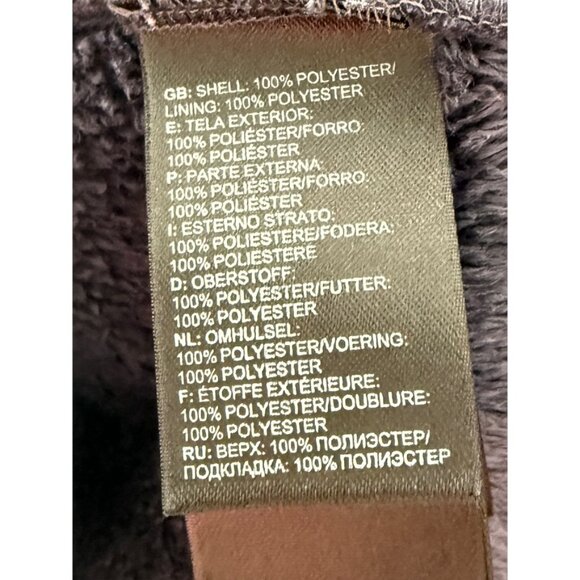 GB: SHELL: 100% POLYESTER/
LINING: 100% POLYESTER
E: TELA EXTERIOR:
100% POLIÉSTER/FORRO:
100% POLIÉSTER
P: PARTE EXTERNA:
100% POLIÉSTER/FORRO:
100% POLIÉSTER
I: ESTERNO STRATO:
100% POLIESTERE/FODERA:
100% POLIESTERE
D: OBERSTOFF:
100% POLYESTER/FUTTER:
100% POLYESTER
NL: OMHULSEL:
100% POLYESTER/VOERING:
100% POLYESTER
F: ÉTOFFE EXTÉRIEURE:
100% POLYESTER/DOUBLURE:
100% POLYESTER
RU: ВЕРХ: 100% ПОЛИЭСТЕР/
ПОДКЛАДКА: 100% ПОЛИЭСТЕР